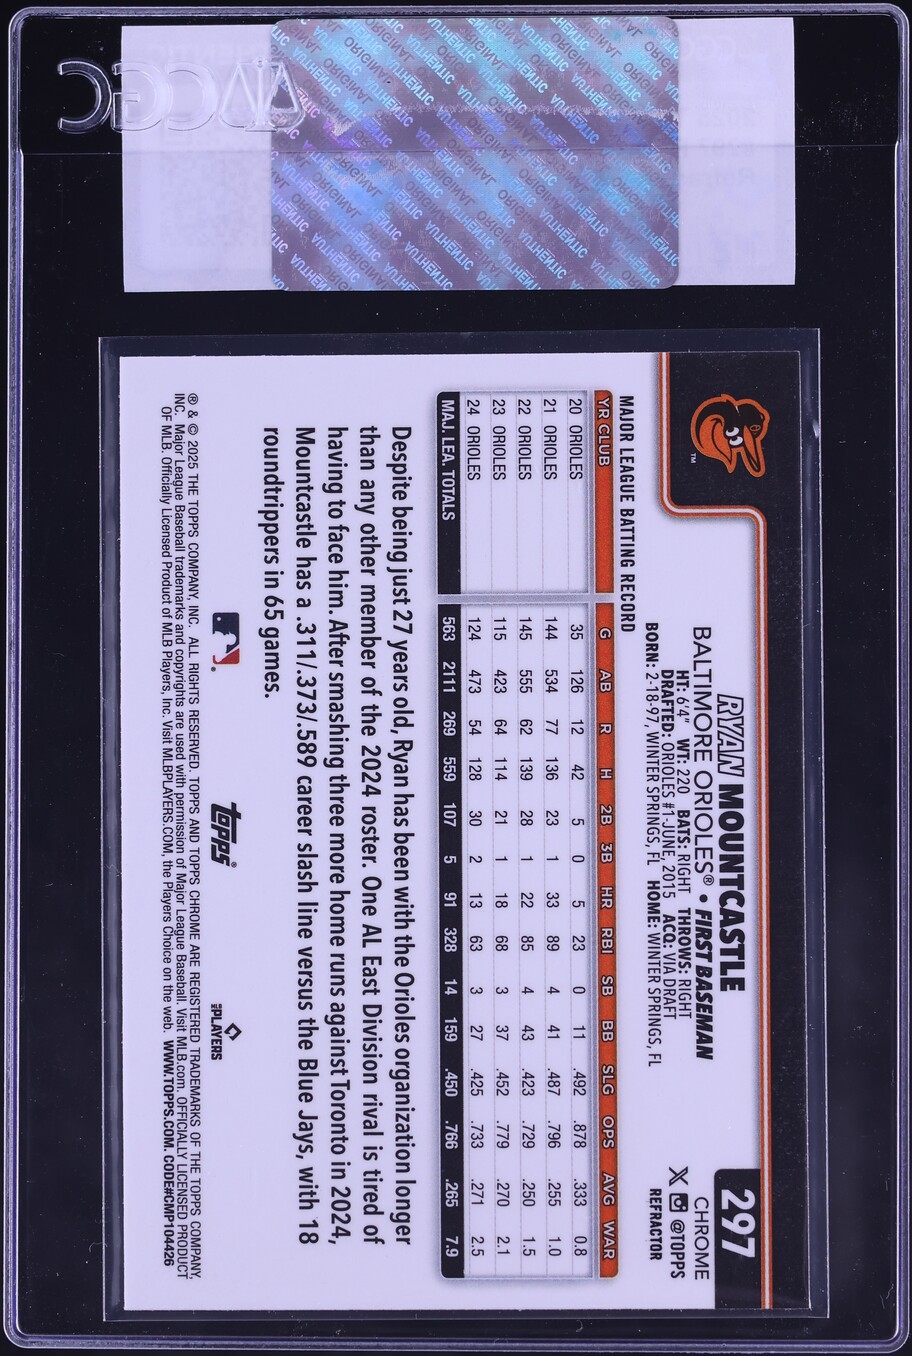 CGC
AUTHENTIC
ORIGINAL
297
CHROME
@TOPPS
REFRACTOR
RYAN MOUNTCASTLE
BALTIMORE ORIOLES® • FIRST BASEMAN
HT: 6'4" WT: 220 BATS: RIGHT THROWS: RIGHT
DRAFTED: ORIOLES #1-JUNE, 2015 ACQ: VIA DRAFT
BORN: 2-18-97, WINTER SPRINGS, FL HOME: WINTER SPRINGS, FL
TM
MAJOR LEAGUE BATTING RECORD
YR CLUB G AB R H 2B 3B HR RBI SB BB SLG OPS AVG WAR
20 ORIOLES 35 126 12 42 5 0 5 23 0 11 .492 .878 .333 0.8
21 ORIOLES 144 534 77 136 23 1 33 89 4 41 .487 .796 .255 1.0
22 ORIOLES 145 555 62 139 28 1 22 85 4 43 .423 .729 .250 1.5
23 ORIOLES 115 423 64 114 21 1 18 68 3 37 .452 .779 .270 2.1
24 ORIOLES 124 473 54 128 30 2 13 63 3 27 .425 .733 .271 2.5
MAJ. LEA. TOTALS 563 2111 269 559 107 5 91 328 14 159 .450 .766 .265 7.9
Despite being just 27 years old, Ryan has been with the Orioles organization longer
than any other member of the 2024 roster. One AL East Division rival is tired of
having to face him. After smashing three more home runs against Toronto in 2024,
Mountcastle has a .311/.373/.589 career slash line versus the Blue Jays, with 18
roundtrippers in 65 games.
topps®
MLB PLAYERS
® & © 2025 THE TOPPS COMPANY, INC. ALL RIGHTS RESERVED. TOPPS AND TOPPS CHROME ARE REGISTERED TRADEMARKS OF THE TOPPS COMPANY,
INC. Major League Baseball trademarks and copyrights are used with permission of Major League Baseball. Visit MLB.com. OFFICIALLY LICENSED PRODUCT
OF MLB. Officially Licensed Product of MLB Players, Inc. Visit MLBPLAYERS.COM, the Players Choice on the web. WWW.TOPPS.COM. CODE#CMP104426